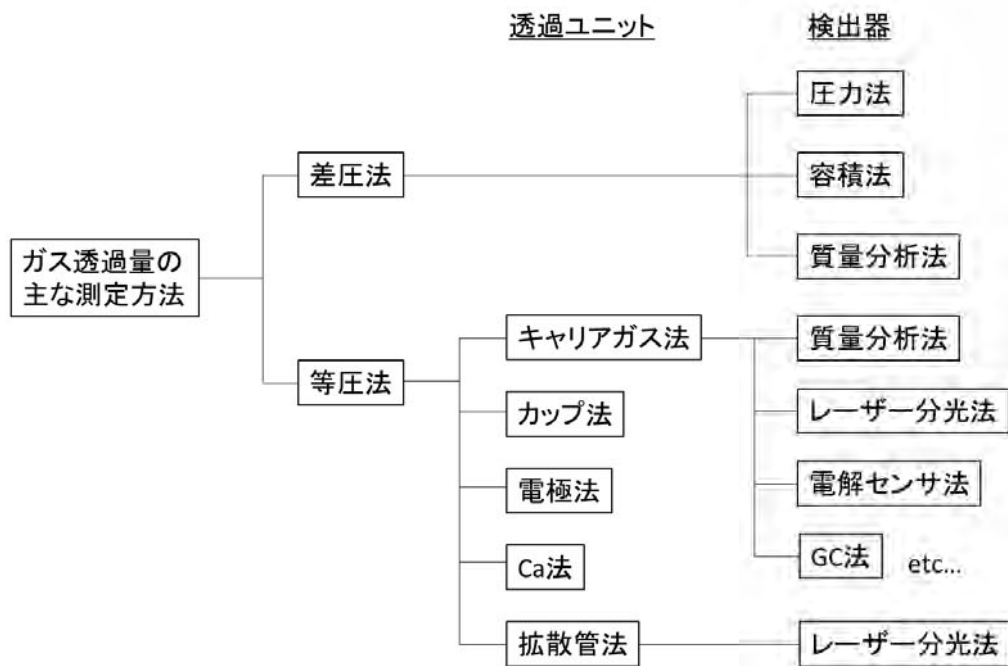 透過ユニット
検出器
圧力法
差圧法
容積法
ガス透過量の
主な測定方法
質量分析法
キャリアガス法
質量分析法
等圧法
カップ法
レーザー分光法
電極法
電解センサ法
Ca法
GC法 etc...
拡散管法
レーザー分光法